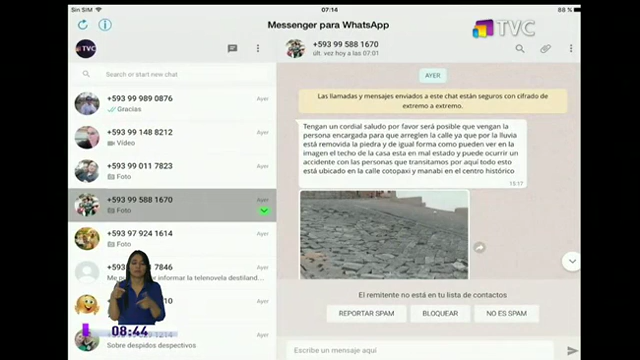 Sin SIM
07:14
88 %
Messenger para WhatsApp
TVC
TVC
+593 99 588 1670
últ. vez hoy a las 07:01
Search or start new chat
+593 99 989 0876
Ayer
Gracias
+593 99 148 8212
Ayer
Video
+593 99 011 7823
Ayer
Foto
+593 99 588 1670
Ayer
Foto
+593 97 924 1614
Ayer
Foto
7846
Ayer
Me p informar la telenovela destiland...
10
Ayer
08:44
Ayer
Sobre despidos despectivos
AYER
Las llamadas y mensajes enviados a este chat están seguros con cifrado de
extremo a extremo.
Tengan un cordial saludo por favor será posible que vengan la
persona encargada para que arreglen la calle ya que por la lluvia
está removida la piedra y de igual forma como pueden ver en la
imagen el techo de la casa esta en mal estado y puede ocurrir un
accidente con las personas que transitamos por aquí todo esto
está ubicado en la calle cotopaxi y manabi en el centro histórico
15:17
El remitente no está en tu lista de contactos
REPORTAR SPAM
BLOQUEAR
NO ES SPAM
Escribe un mensaje aquí